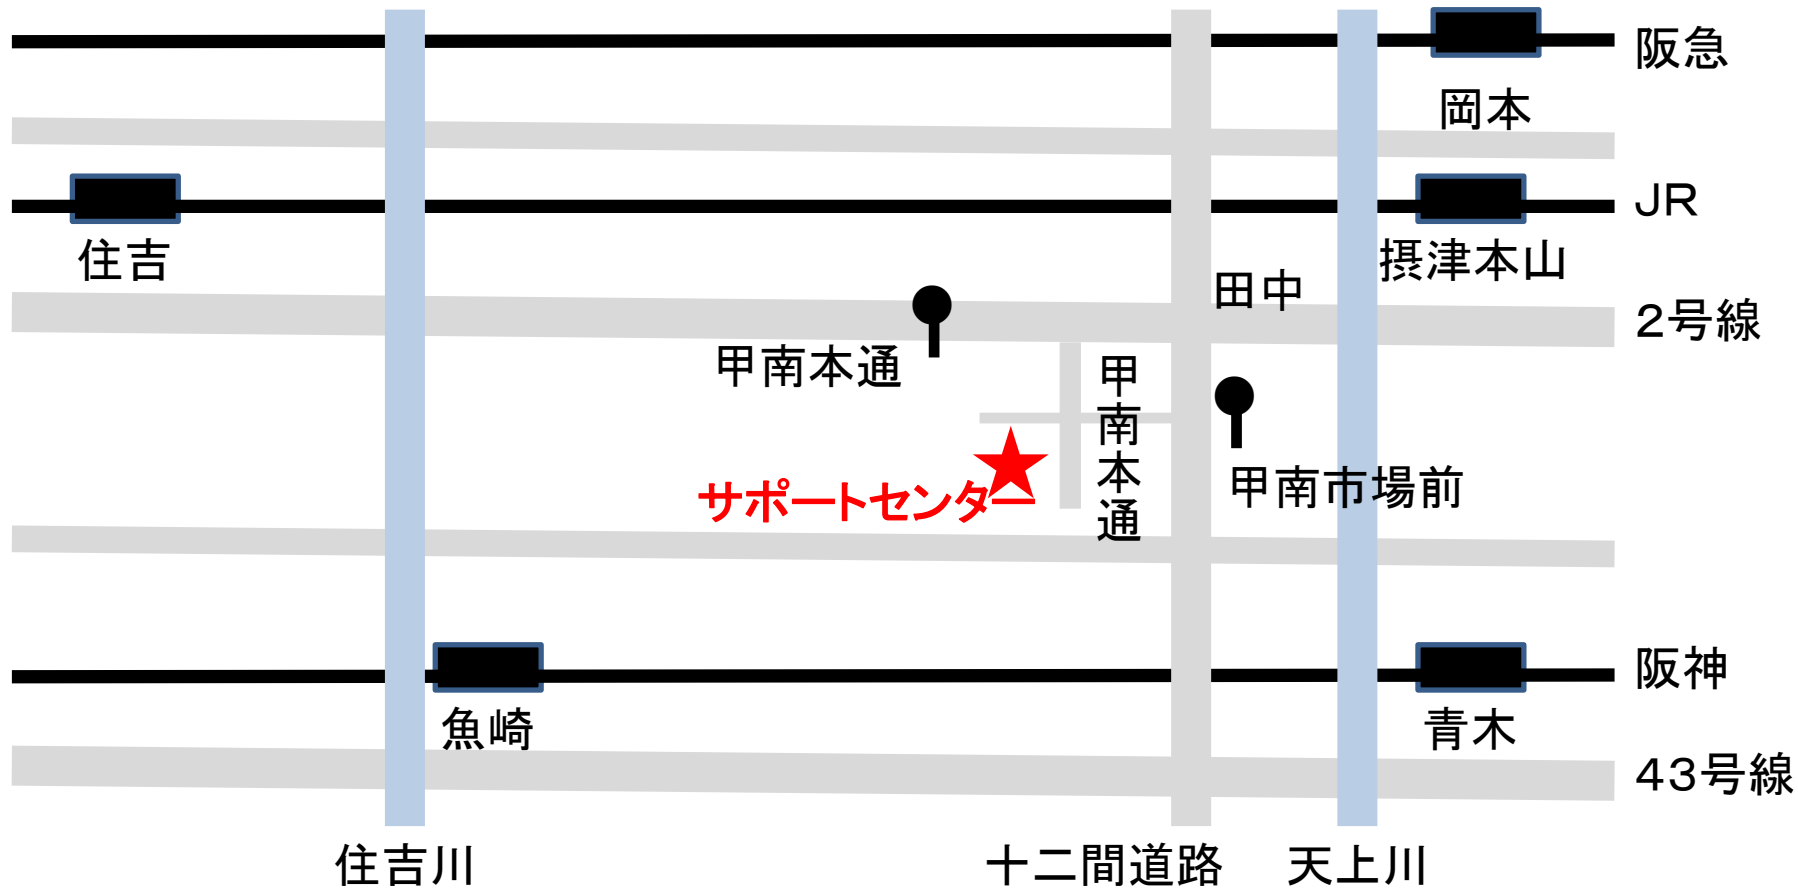 阪急
岡本
JR
住吉
摂津本山
田中
2号線
甲南本通
甲南本通
サポートセンター
甲南市場前
阪神
魚崎
青木
43号線
住吉川
十二間道路
天上川